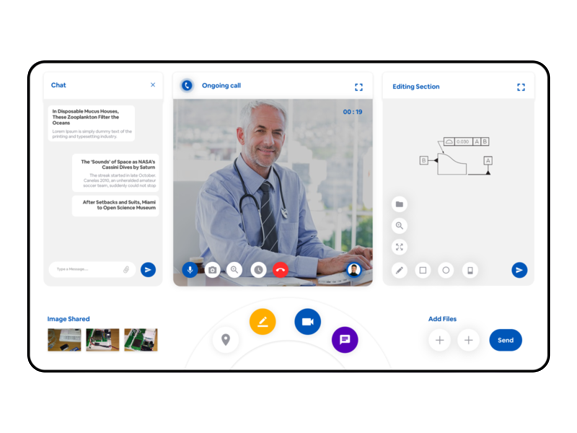 Chat
In Disposable Mucus Houses,
These Zooplankton Filter the
Oceans
Lorem Ipsum is simply dummy text of the
printing and typesetting industry
The 'Sounds' of Space as NASA's
Cassini Dives by Saturn
The street started in late October.
Canelos 2012, an unheralded amateur
soccer team, suddenly could not stop
After Setbacks and Suits, Miami
to Open Science Museum
Type a Message...
Ongoing call
00 : 19
Editing Section
A B
B
A
Image Shared
Add Files
Send